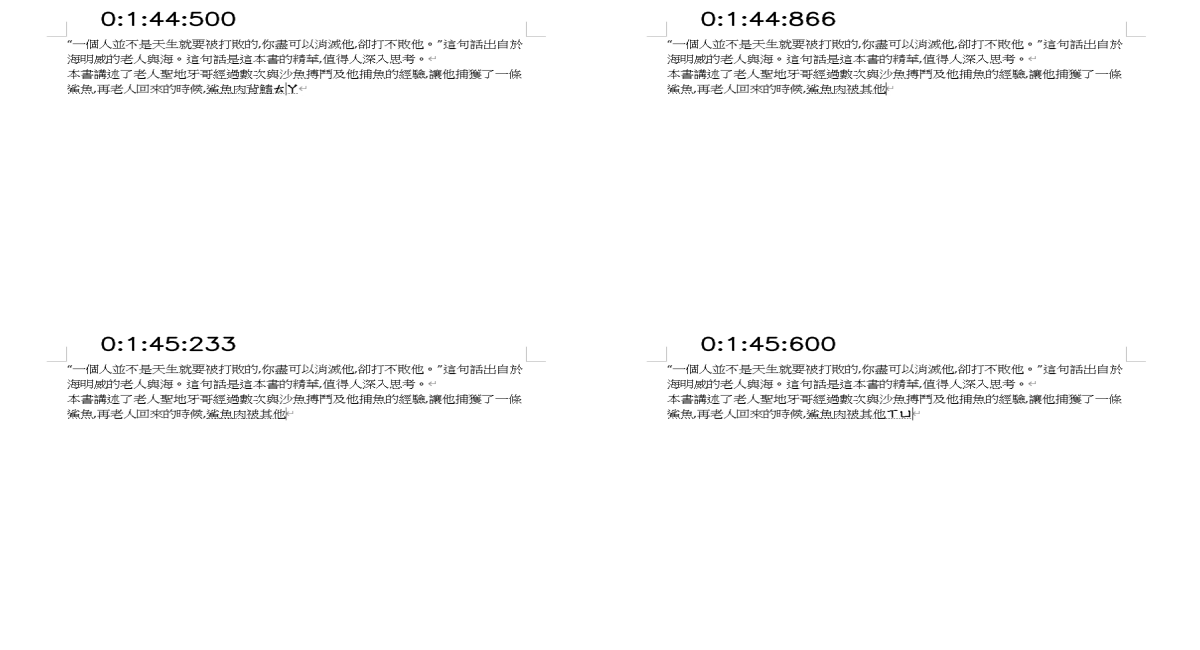 0:1:44:500
“一個人並不是天生就要被打敗的,你盡可以消滅他,卻打不敗他。”這句話出自於
海明威的老人與海。這句話是這本書的精華,值得人深入思考。
本書講述了老人聖地牙哥經過數次與沙魚搏鬥及他捕魚的經驗,讓他捕獲了一條
鯊魚,再老人回來的時候,鯊魚肉背鰭ㄊㄚ
0:1:44:866
“一個人並不是天生就要被打敗的,你盡可以消滅他,卻打不敗他。”這句話出自於
海明威的老人與海。這句話是這本書的精華,值得人深入思考。
本書講述了老人聖地牙哥經過數次與沙魚搏鬥及他捕魚的經驗,讓他捕獲了一條
鯊魚,再老人回來的時候,鯊魚肉被其他
0:1:45:233
“一個人並不是天生就要被打敗的,你盡可以消滅他,卻打不敗他。”這句話出自於
海明威的老人與海。這句話是這本書的精華,值得人深入思考。
本書講述了老人聖地牙哥經過數次與沙魚搏鬥及他捕魚的經驗,讓他捕獲了一條
鯊魚,再老人回來的時候,鯊魚肉被其他
0:1:45:600
“一個人並不是天生就要被打敗的,你盡可以消滅他,卻打不敗他。”這句話出自於
海明威的老人與海。這句話是這本書的精華,值得人深入思考。
本書講述了老人聖地牙哥經過數次與沙魚搏鬥及他捕魚的經驗,讓他捕獲了一條
鯊魚,再老人回來的時候,鯊魚肉被其他ㄒㄩ